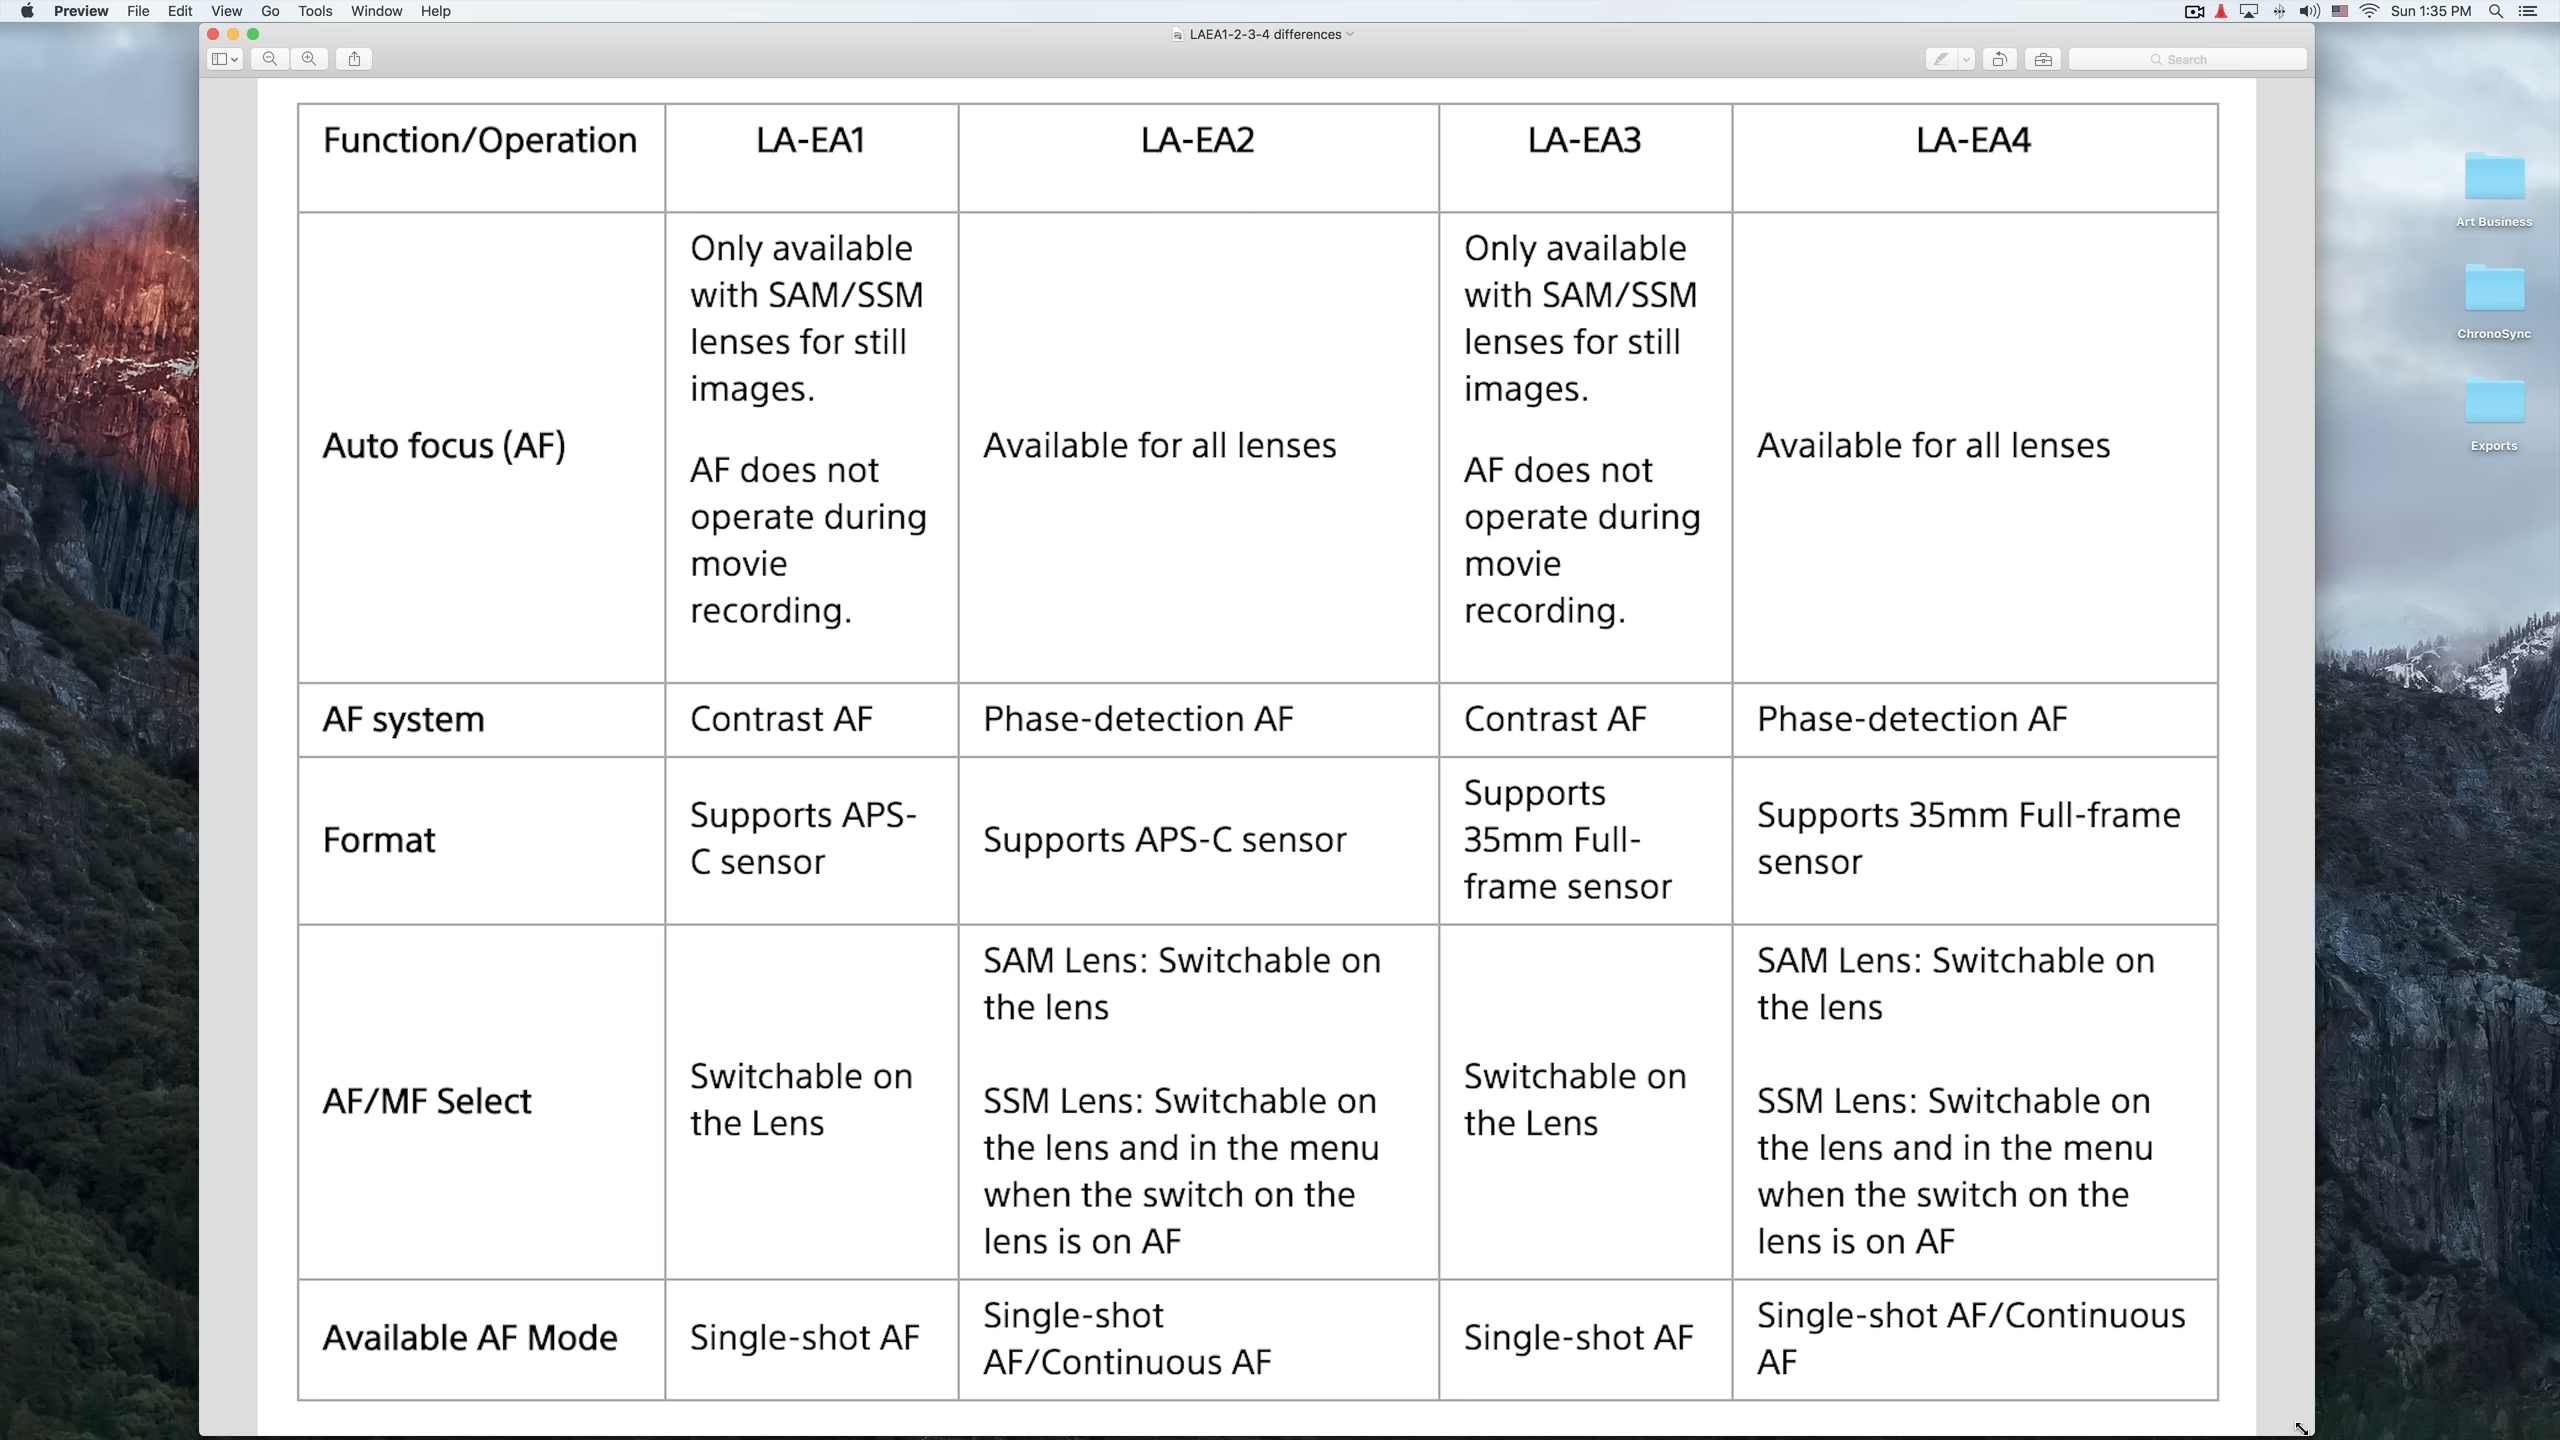 Preview File Edit View Go Tools Window Help
Sun 1:35 PM
LAEA1-2-3-4 differences
Search
Function/Operation LA-EA1 LA-EA2 LA-EA3 LA-EA4
Auto focus (AF)
Only available
with SAM/SSM
lenses for still
images.
AF does not
operate during
movie
recording.
Available for all lenses
Only available
with SAM/SSM
lenses for still
images.
AF does not
operate during
movie
recording.
Available for all lenses
AF system
Contrast AF
Phase-detection AF
Contrast AF
Phase-detection AF
Format
Supports APS-
C sensor
Supports APS-C sensor
Supports
35mm Full-
frame sensor
Supports 35mm Full-frame
sensor
AF/MF Select
Switchable on
the Lens
SAM Lens: Switchable on
the lens
SSM Lens: Switchable on
the lens and in the menu
when the switch on the
lens is on AF
Switchable on
the Lens
SAM Lens: Switchable on
the lens
SSM Lens: Switchable on
the lens and in the menu
when the switch on the
lens is on AF
Available AF Mode
Single-shot AF
Single-shot
AF/Continuous AF
Single-shot AF
Single-shot AF/Continuous
AF
Art Business
ChronoSync
Exports